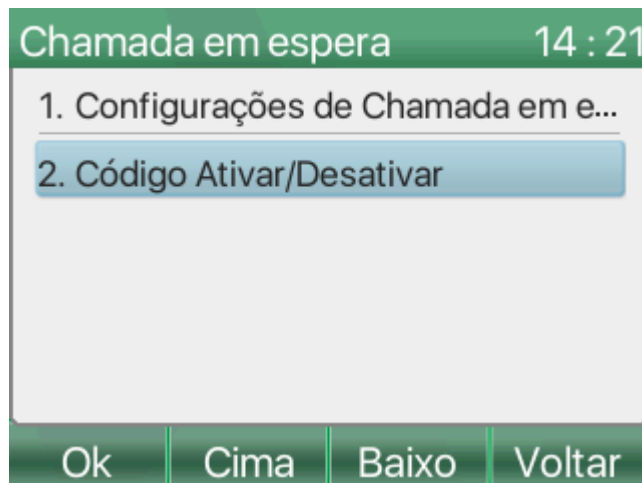 Chamada em espera 14 : 21
1. Configurações de Chamada em e...
2. Código Ativar/Desativar
Ok Cima Baixo Voltar